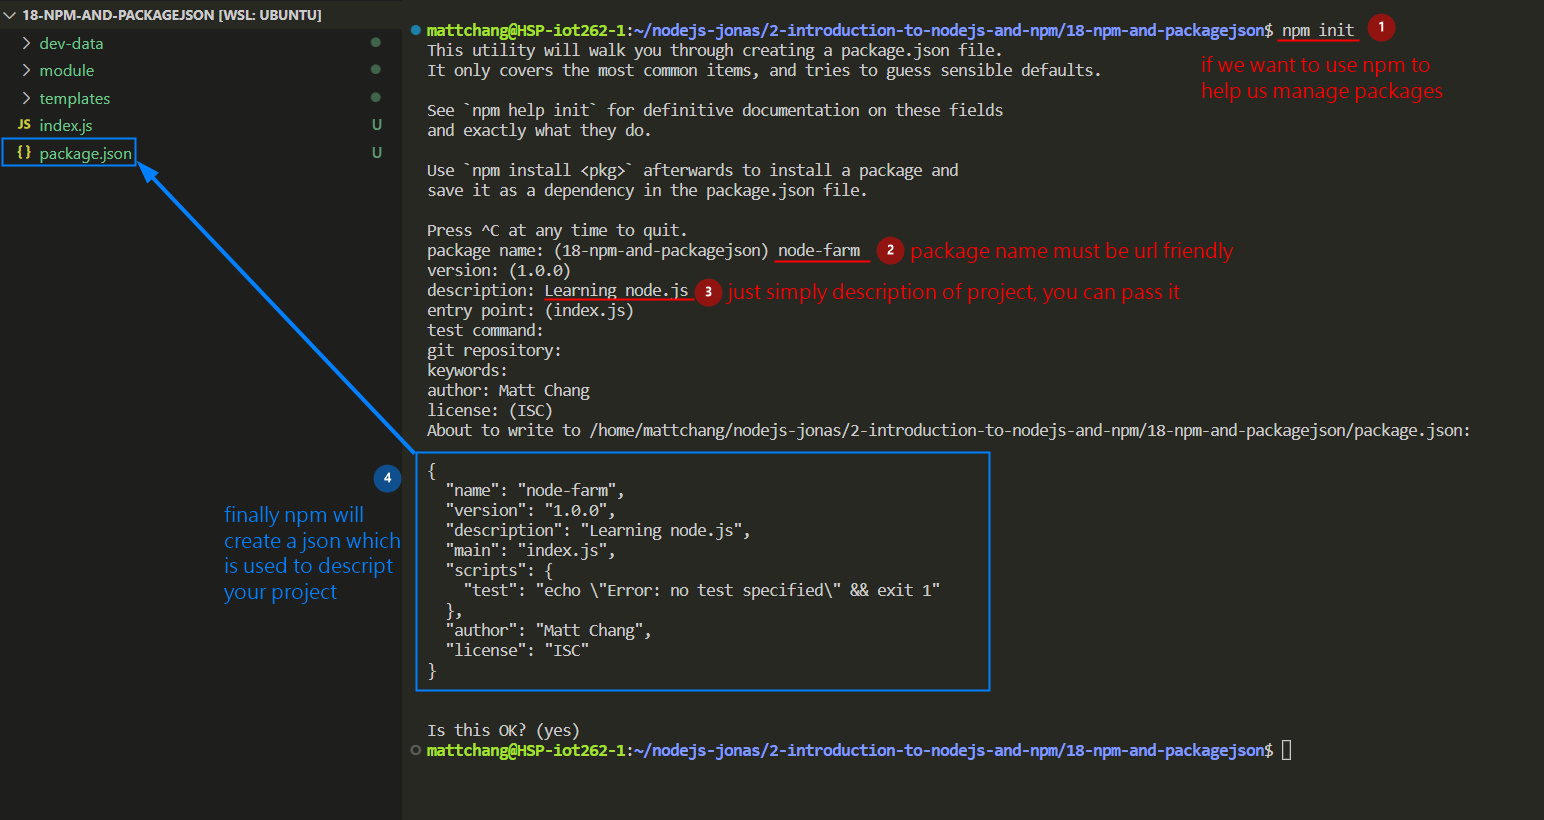 18-NPM-AND-PACKAGEJSON [WSL: UBUNTU]
dev-data
module
templates
JS index.js U
{} package.json U
mattchang@HSP-iot262-1:~/nodejs-jonas/2-introduction-to-nodejs-and-npm/18-npm-and-packagejson$ npm init 1
This utility will walk you through creating a package.json file.
It only covers the most common items, and tries to guess sensible defaults.
if we want to use npm to
help us manage packages
See `npm help init` for definitive documentation on these fields
and exactly what they do.
Use `npm install <pkg>` afterwards to install a package and
save it as a dependency in the package.json file.
Press ^C at any time to quit.
package name: (18-npm-and-packagejson) node-farm 2 package name must be url friendly
version: (1.0.0)
description: Learning node.js 3 just simply description of project, you can pass it
entry point: (index.js)
test command:
git repository:
keywords:
author: Matt Chang
license: (ISC)
About to write to /home/mattchang/nodejs-jonas/2-introduction-to-nodejs-and-npm/18-npm-and-packagejson/package.json:
4
finally npm will
create a json which
is used to descript
your project
{
"name": "node-farm",
"version": "1.0.0",
"description": "Learning node.js",
"main": "index.js",
"scripts": {
"test": "echo \"Error: no test specified\" && exit 1"
},
"author": "Matt Chang",
"license": "ISC"
}
Is this OK? (yes)
mattchang@HSP-iot262-1:~/nodejs-jonas/2-introduction-to-nodejs-and-npm/18-npm-and-packagejson$